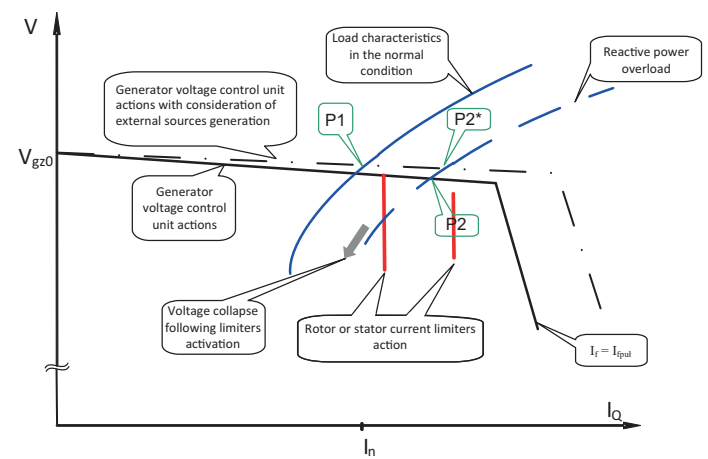 V
Load characteristics
in the normal
condition
Reactive power
overload
Generator voltage control unit
actions with consideration of
external sources generation
P1
P2*
Vgz0
Generator
voltage control
unit actions
P2
Voltage collapse
following limiters
activation
Rotor or stator current limiters
action
If = Ifpuł
IQ
In